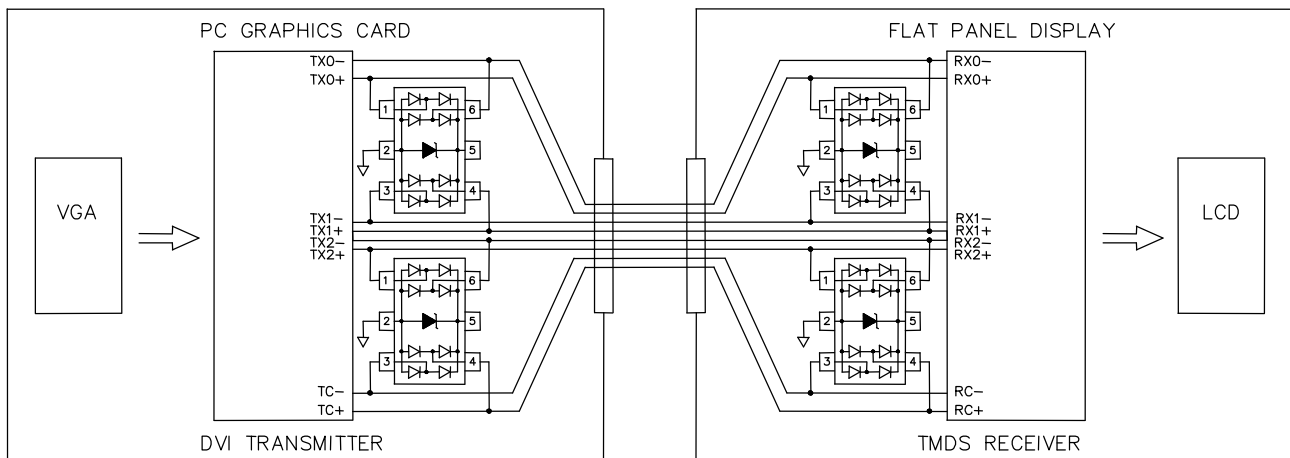 PC GRAPHICS CARD
FLAT PANEL DISPLAY
TX0-
RX0-
TX0+
RX0+
1
6
1
6
2
5
2
5
3
4
3
4
VGA
LCD
TX1-
RX1-
TX1+
RX1+
TX2-
RX2-
TX2+
RX2+
1
6
1
6
2
5
2
5
3
4
3
4
TC-
RC-
TC+
RC+
DVI TRANSMITTER
TMDS RECEIVER